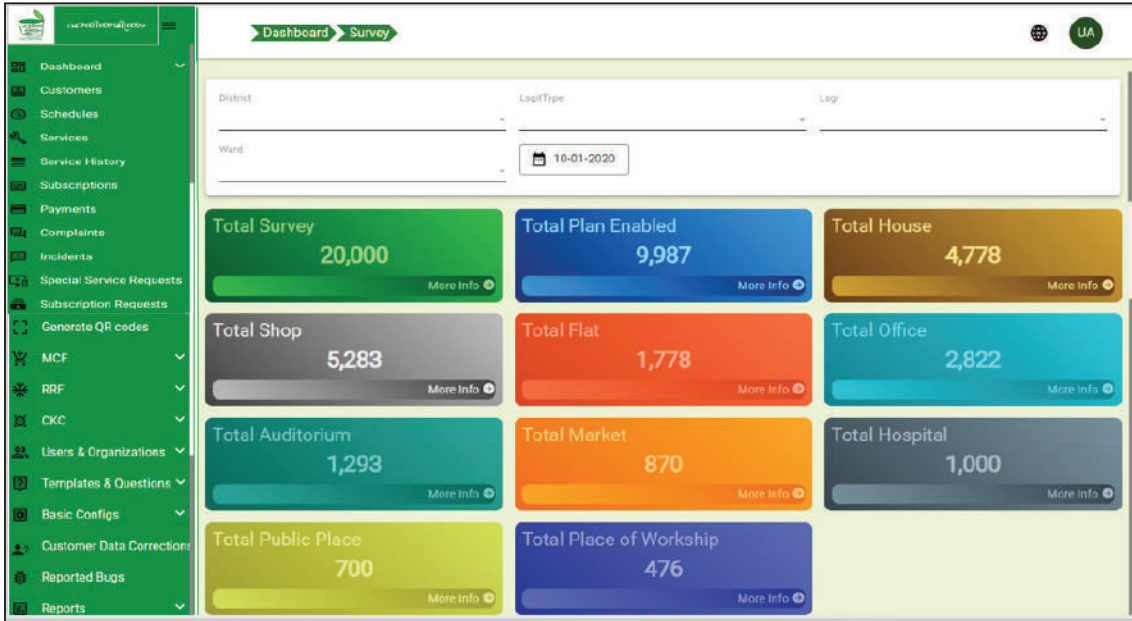 Dashboard Survey
UA
Dashboard
Customers
Schedules
Services
Service History
Subscriptions
Payments
Complaints
Incidents
Special Service Requests
Subscription Requests
Generate QR codes
MCF
RRF
CKC
Users & Organizations
Templates & Questions
Basic Configs
Customer Data Corrections
Reported Bugs
Reports
District
LsgiType
Lsgi
Ward
10-01-2020
Total Survey
20,000
More Info
Total Plan Enabled
9,987
More Info
Total House
4,778
More Info
Total Shop
5,283
More Info
Total Flat
1,778
More Info
Total Office
2,822
More Info
Total Auditorium
1,293
More Info
Total Market
870
More Info
Total Hospital
1,000
More Info
Total Public Place
700
More Info
Total Place of Workship
476
More Info